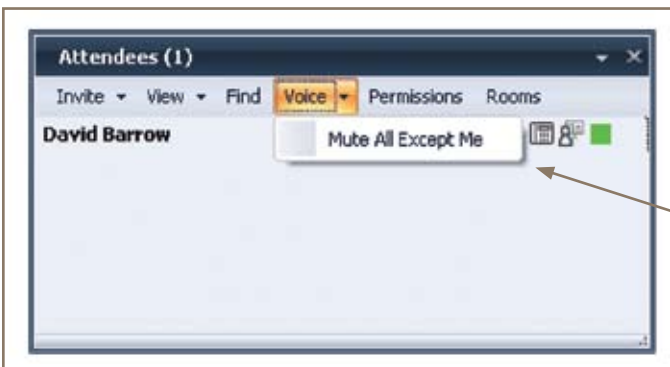 Attendees (1)
Invite View Find Voice Permissions Rooms
David Barrow
Mute All Except Me